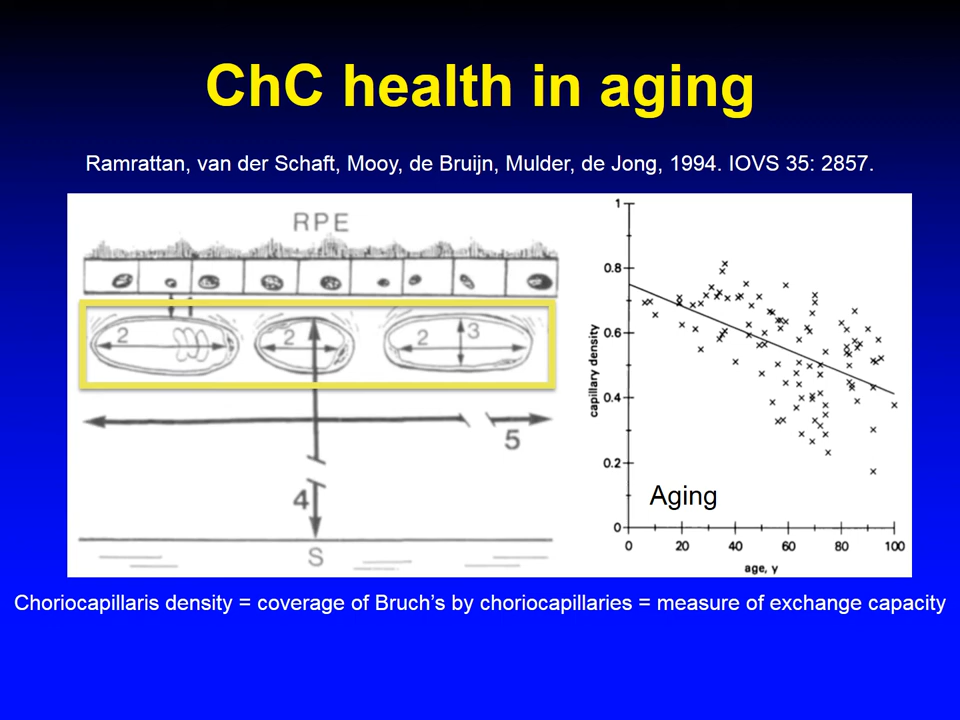 ChC health in aging
Ramrattan, van der Schaft, Mooy, de Bruijn, Mulder, de Jong, 1994. IOVS 35: 2857.
RPE
2
2
2
3
5
4
S
1
0.8
0.6
0.4
0.2
0
capillary density
Aging
0 20 40 60 80 100
age, y
Choriocapillaris density = coverage of Bruch’s by choriocapillaries = measure of exchange capacity